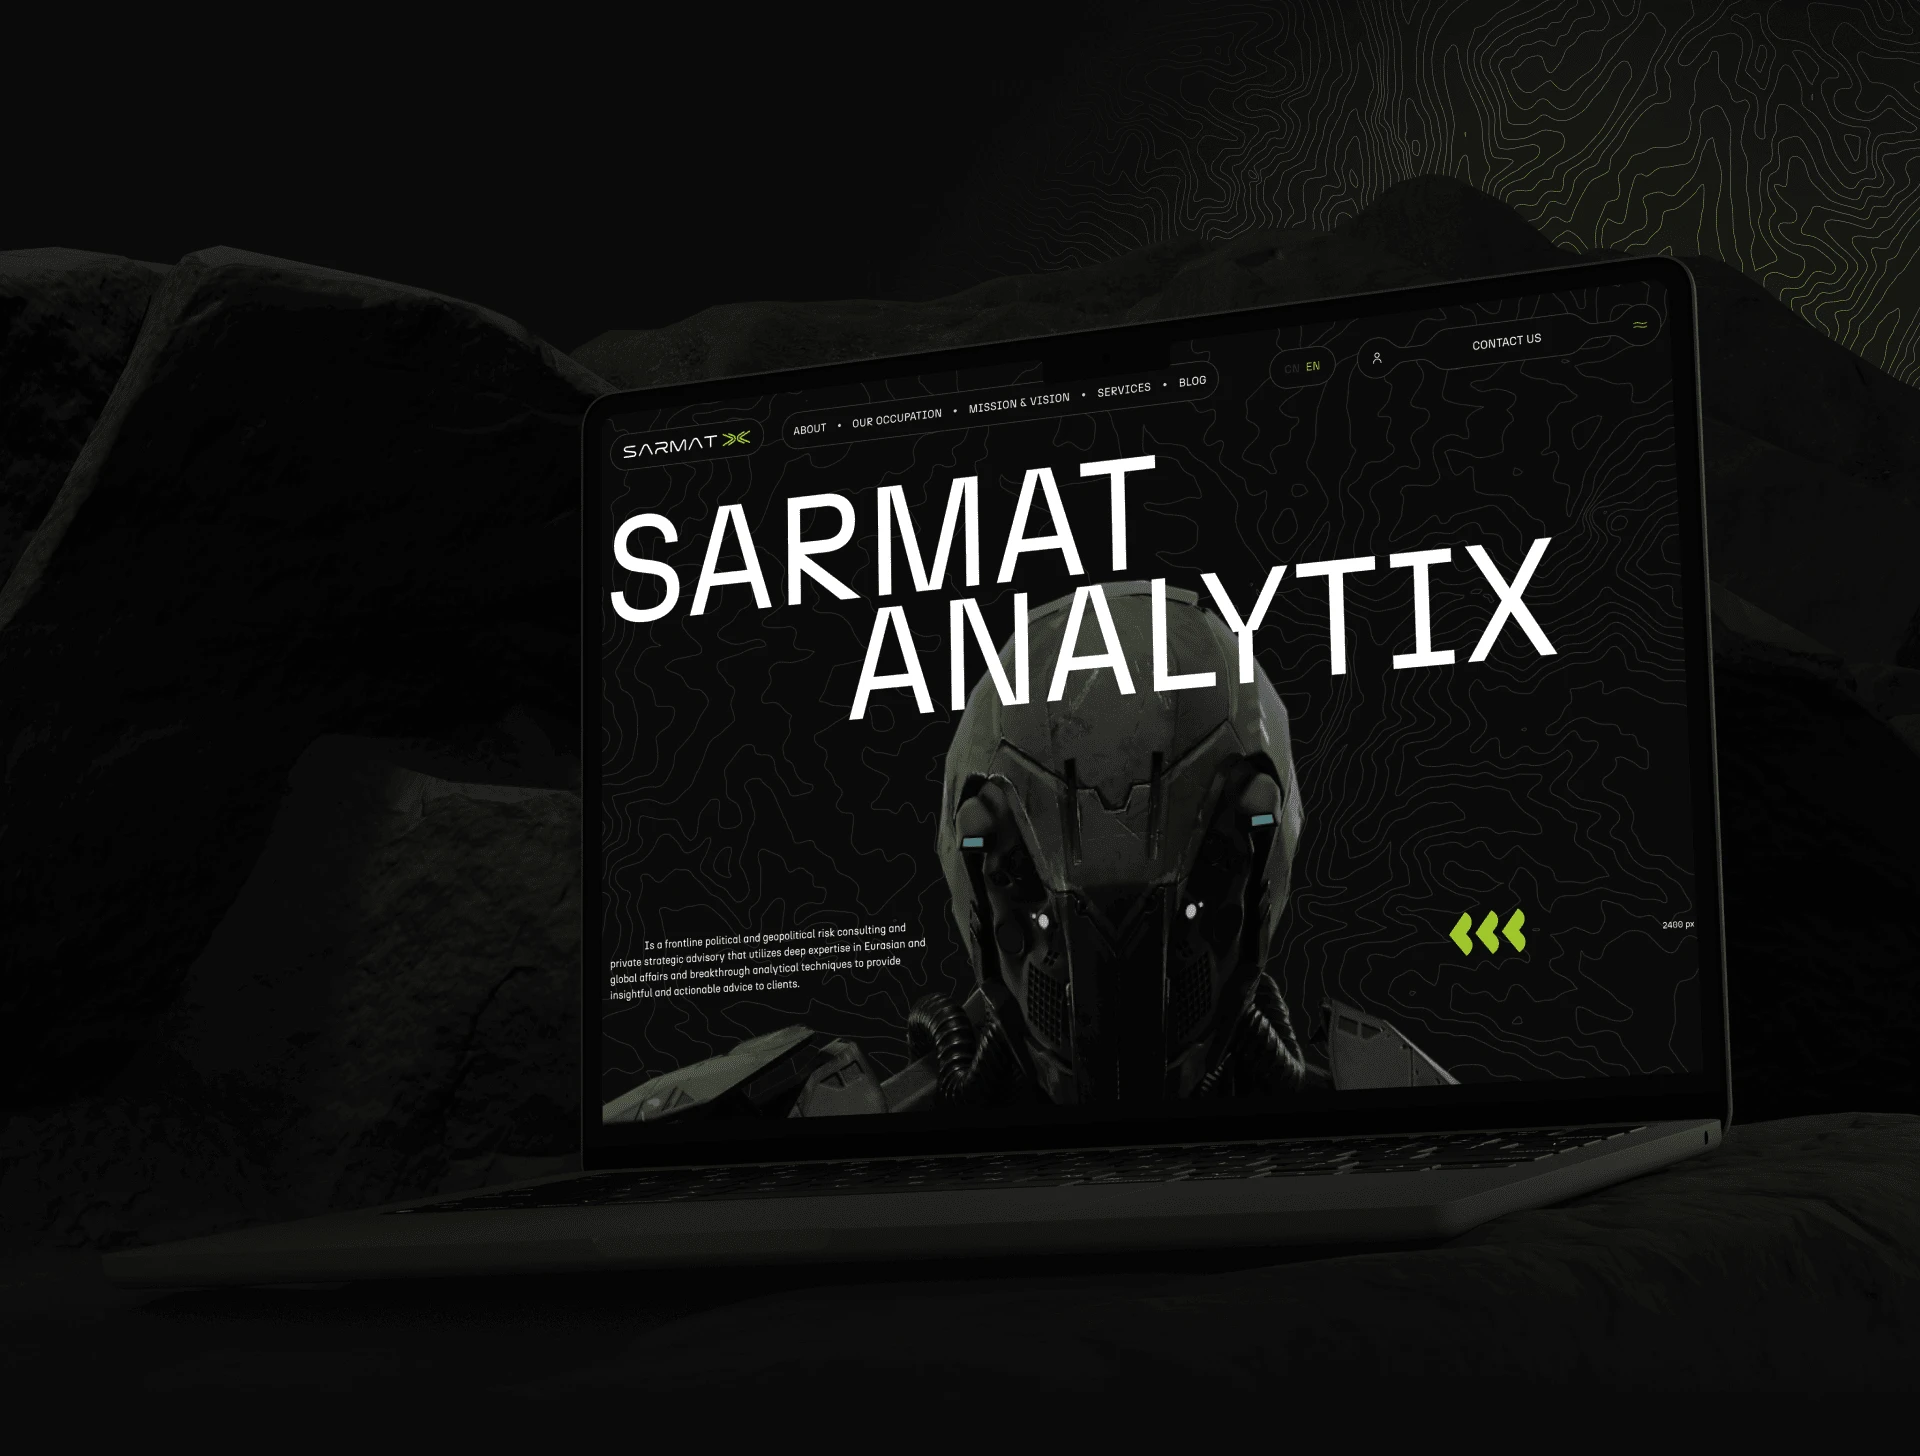 SARMAT
ABOUT • OUR OCCUPATION • MISSION & VISION • SERVICES • BLOG
CN EN
CONTACT US
SARMAT
ANALYTIX
Is a frontline political and geopolitical risk consulting and
private strategic advisory that utilizes deep expertise in Eurasian and
global affairs and breakthrough analytical techniques to provide
insightful and actionable advice to clients.
2400 px